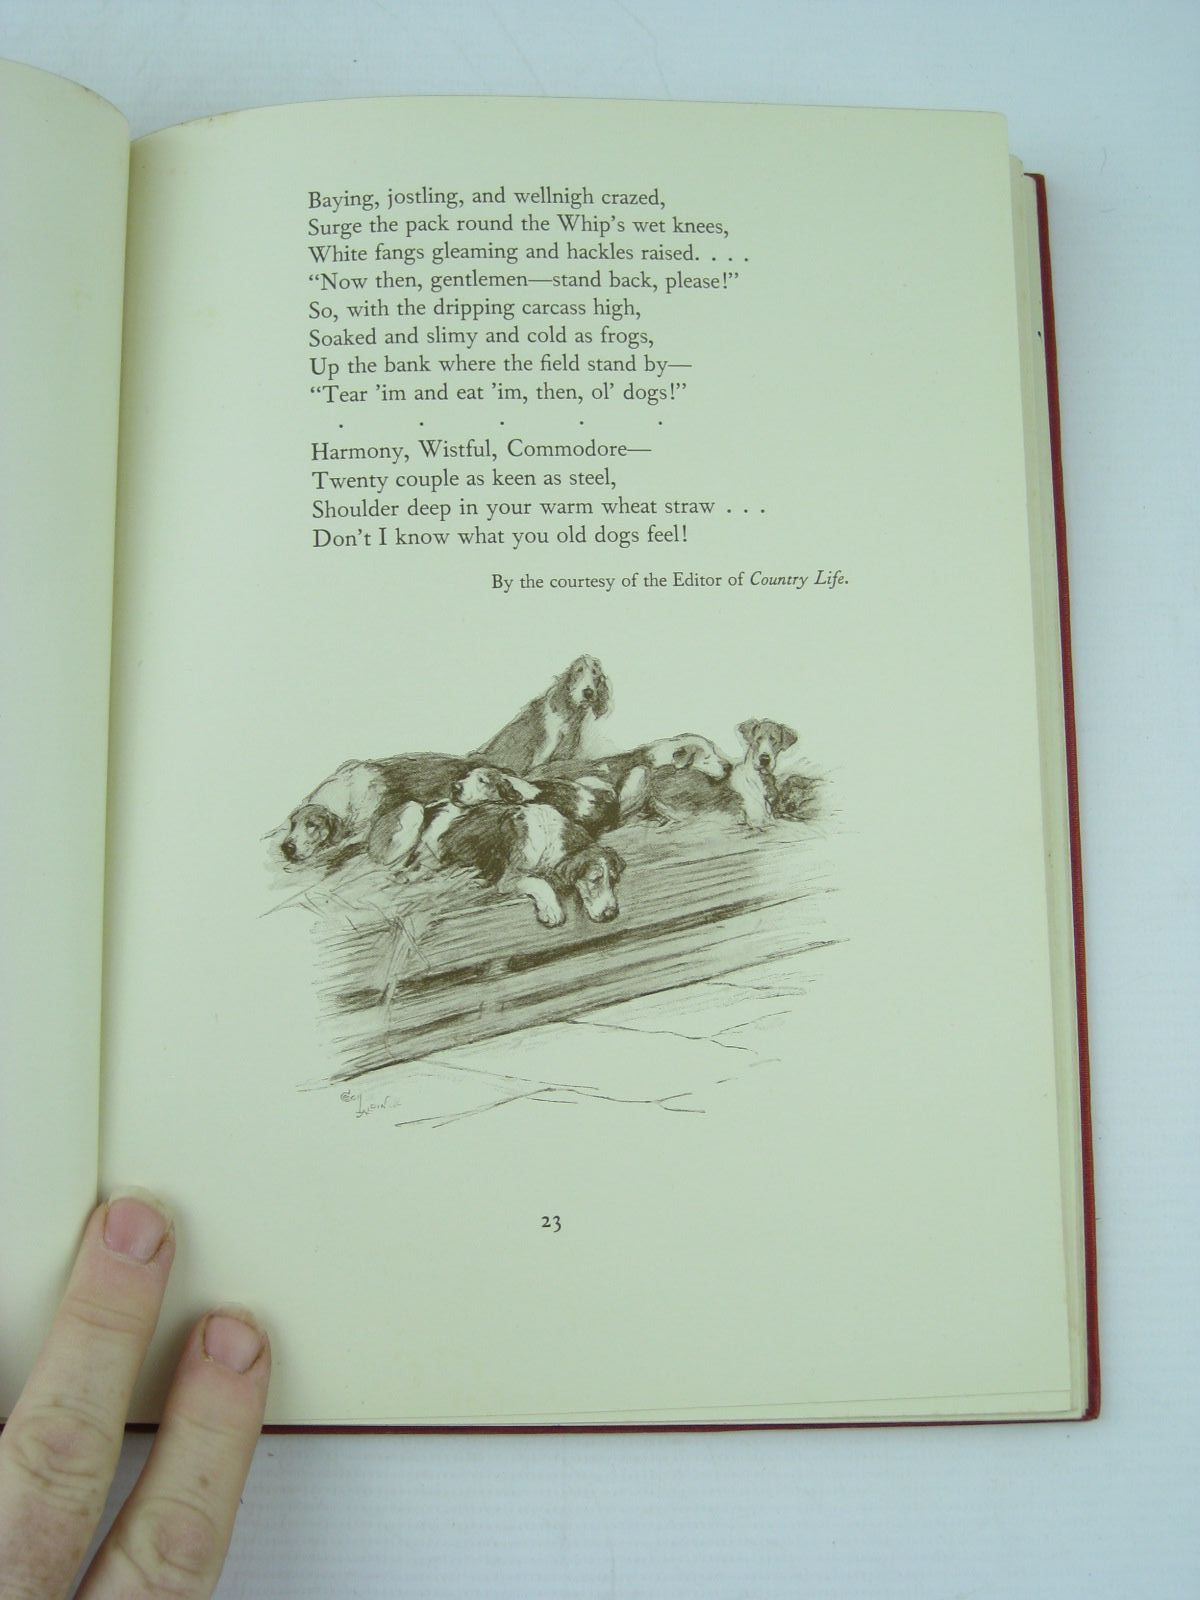 Baying, jostling, and wellnigh crazed,
Surge the pack round the Whip's wet knees,
White fangs gleaming and hackles raised. . . .
“Now then, gentlemen—stand back, please!”
So, with the dripping carcass high,
Soaked and slimy and cold as frogs,
Up the bank where the field stand by—
“Tear ’im and eat ’im, then, ol’ dogs!”
. . . . .
Harmony, Wistful, Commodore—
Twenty couple as keen as steel,
Shoulder deep in your warm wheat straw . . .
Don't I know what you old dogs feel!
By the courtesy of the Editor of Country Life.
Cecil
Aldin
23